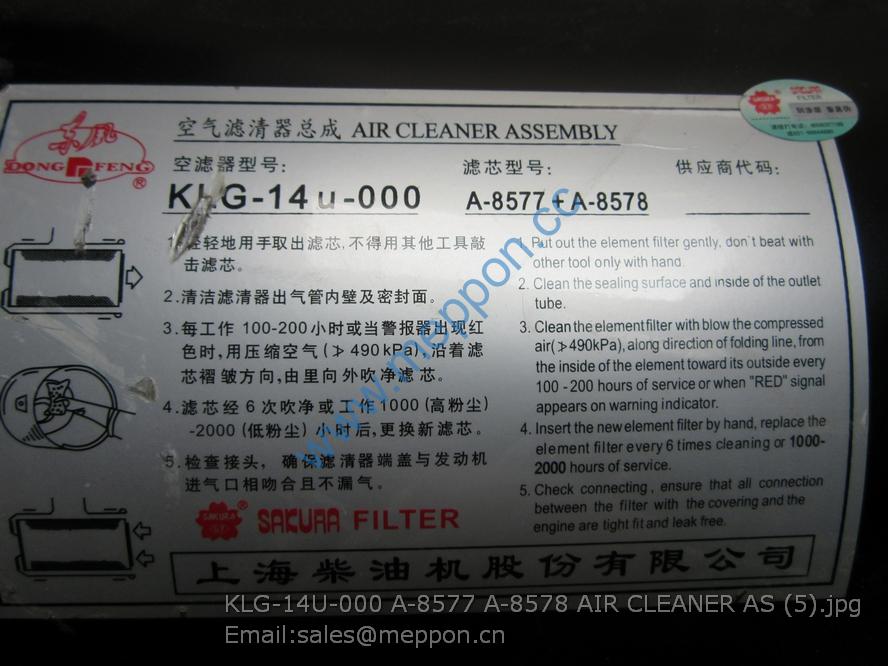 东风
DONG FENG
®
空气滤清器总成 AIR CLEANER ASSEMBLY
SAKURA
FILTER
空滤器型号: 滤芯型号: 供应商代码:
KLG-14u-000 A-8577+A-8578
轻轻地用手取出滤芯,不得用其他工具敲
击滤芯。
2.清洁滤清器出气管内壁及密封面。
3.每工作 100-200小时或当警报器出现红
色时,用压缩空气(≯490kPa),沿着滤
芯褶皱方向,由里向外吹净滤芯。
4.滤芯经6次吹净或工作1000(高粉尘)
-2000(低粉尘)小时后,更换新滤芯。
5.检查接头, 确保滤清器端盖与发动机
进气口相吻合且不漏气。
1. Put out the element filter gently, don't beat with
other tool only with hand.
2. Clean the sealing surface and inside of the outlet
tube.
3. Clean the element filter with blow the compressed
air(≯490kPa), along direction of folding line, from
the inside of the element toward its outside every
100 - 200 hours of service or when "RED" signal
appears on warning indicator.
4. Insert the new element filter by hand, replace the
element filter every 6 times cleaning or 1000-
2000 hours of service.
5. Check connecting, ensure that all connection
between the filter with the covering and the
engine are tight fit and leak free.
SAKURA ® SAKURA FILTER
上海柴油机股份有限公司
www.meppon.cc
KLG-14U-000 A-8577 A-8578 AIR CLEANER AS (5).jpg
Email:sales@meppon.cn